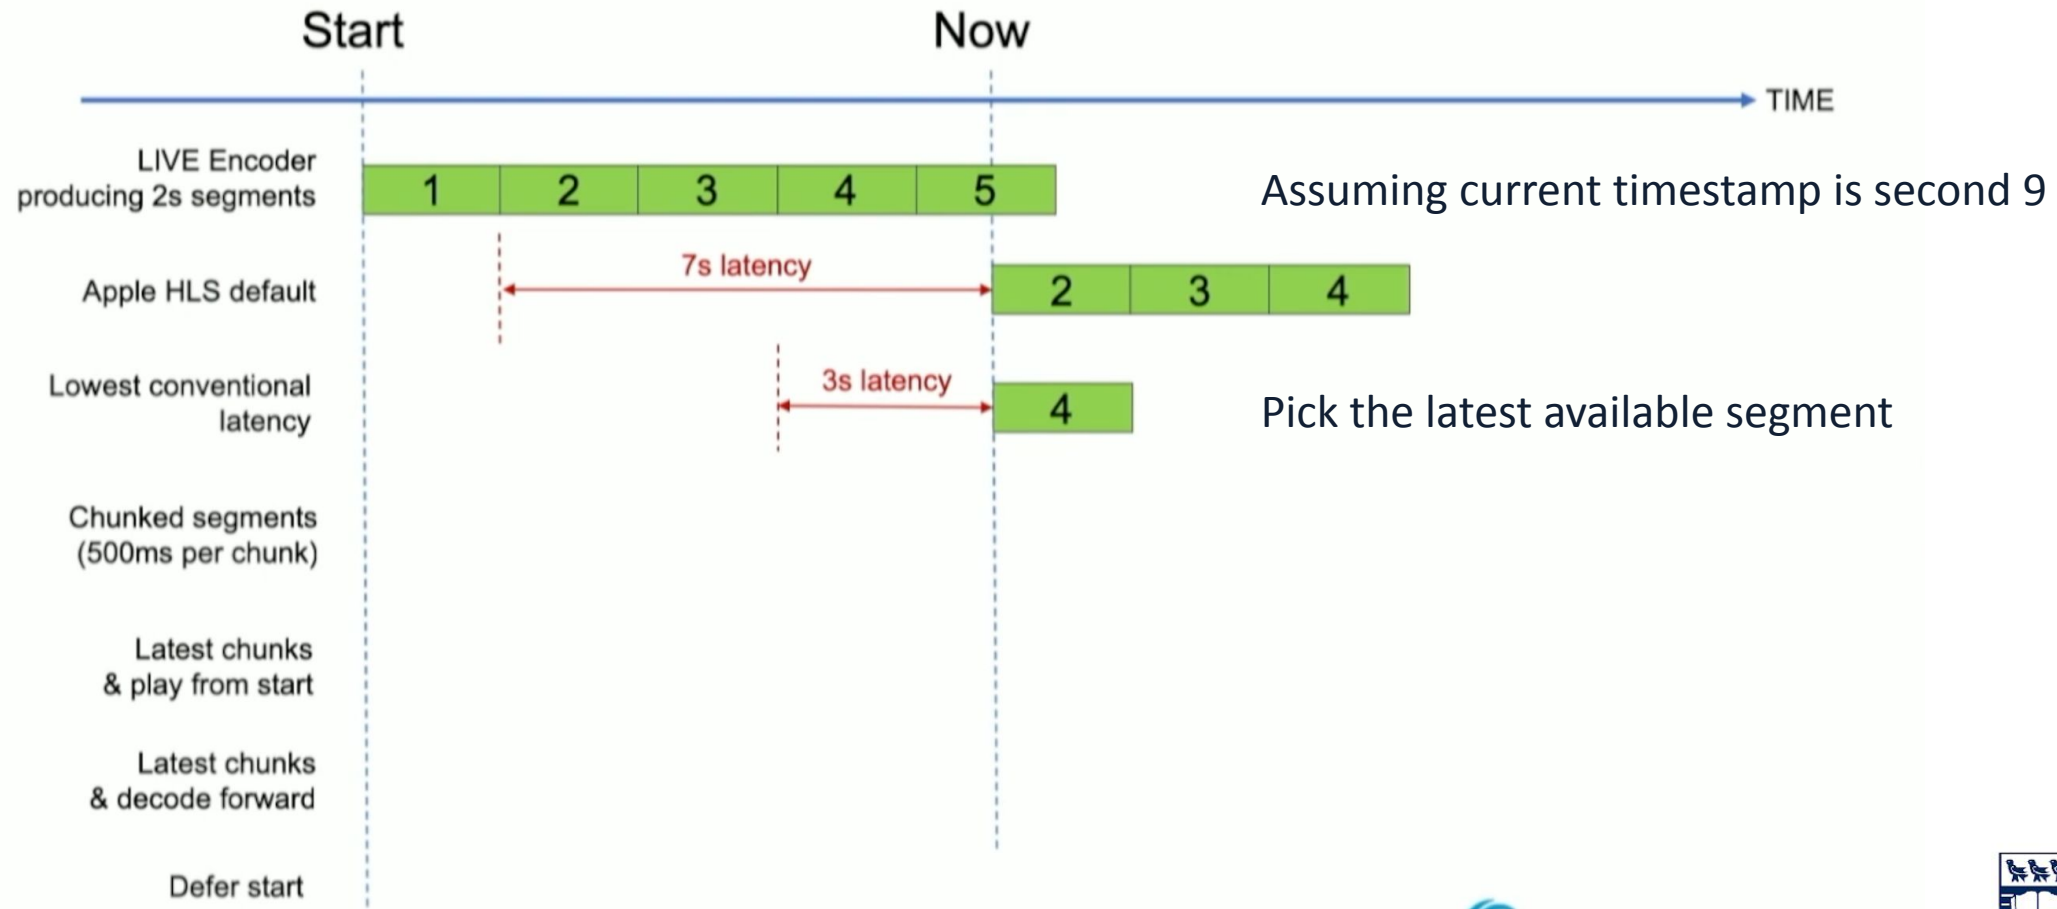 Start
Now
TIME
LIVE Encoder
producing 2s segments
1 2 3 4 5
Assuming current timestamp is second 9
Apple HLS default
7s latency
2 3 4
Lowest conventional
latency
3s latency
4
Pick the latest available segment
Chunked segments
(500ms per chunk)
Latest chunks
& play from start
Latest chunks
& decode forward
Defer start